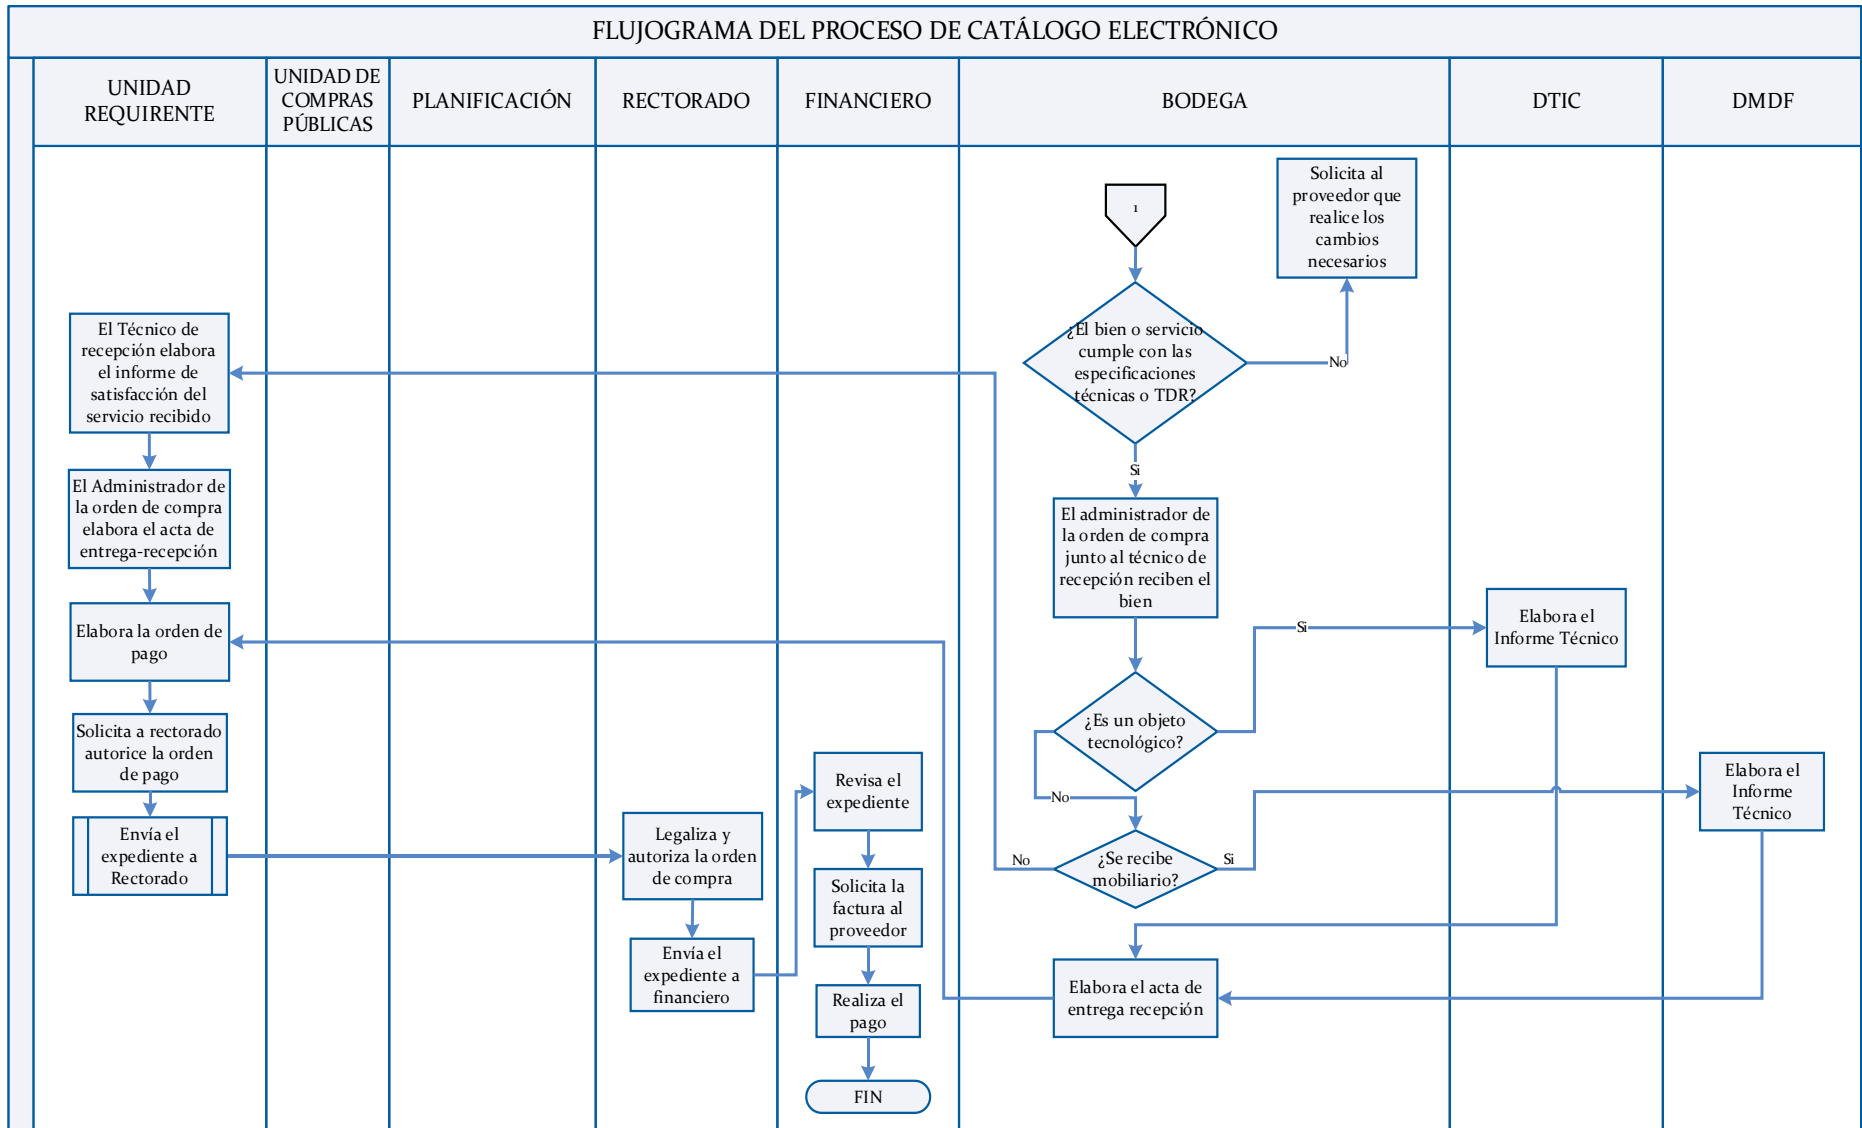 FLUJOGRAMA DEL PROCESO DE CATÁLOGO ELECTRÓNICO
UNIDAD
REQUIRENTE
UNIDAD DE
COMPRAS
PÚBLICAS
PLANIFICACIÓN
RECTORADO
FINANCIERO
BODEGA
DTIC
DMDF
El Técnico de
recepción elabora
el informe de
satisfacción del
servicio recibido
El Administrador de
la orden de compra
elabora el acta de
entrega-recepción
Elabora la orden de
pago
Solicita a rectorado
autorice la orden
de pago
Envía el
expediente a
Rectorado
Legaliza y
autoriza la orden
de compra
Envía el
expediente a
financiero
Revisa el
expediente
Solicita la
factura al
proveedor
Realiza el
pago
FIN
1
Solicita al
proveedor que
realice los
cambios
necesarios
¿El bien o servicio
cumple con las
especificaciones
técnicas o TDR?
No
Si
El administrador de
la orden de compra
junto al técnico de
recepción reciben el
bien
¿Es un objeto
tecnológico?
Si
No
¿Se recibe
mobiliario?
No
Si
Elabora el acta de
entrega recepción
Elabora el
Informe Técnico
Elabora el
Informe
Técnico